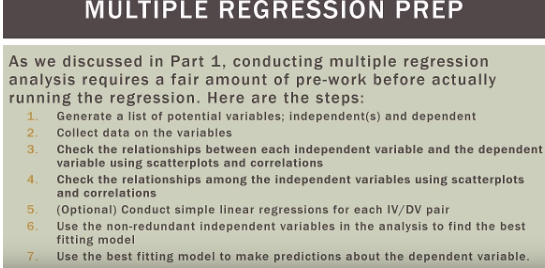 MULTIPLE REGRESSION PREP
As we discussed in Part 1, conducting multiple regression
analysis requires a fair amount of pre-work before actually
running the regression. Here are the steps:
1. Generate a list of potential variables; independent(s) and dependent
2. Collect data on the variables
3. Check the relationships between each independent variable and the dependent
variable using scatterplots and correlations
4. Check the relationships among the independent variables using scatterplots
and correlations
5. (Optional) Conduct simple linear regressions for each IV/DV pair
6. Use the non-redundant independent variables in the analysis to find the best
fitting model
7. Use the best fitting model to make predictions about the dependent variable.